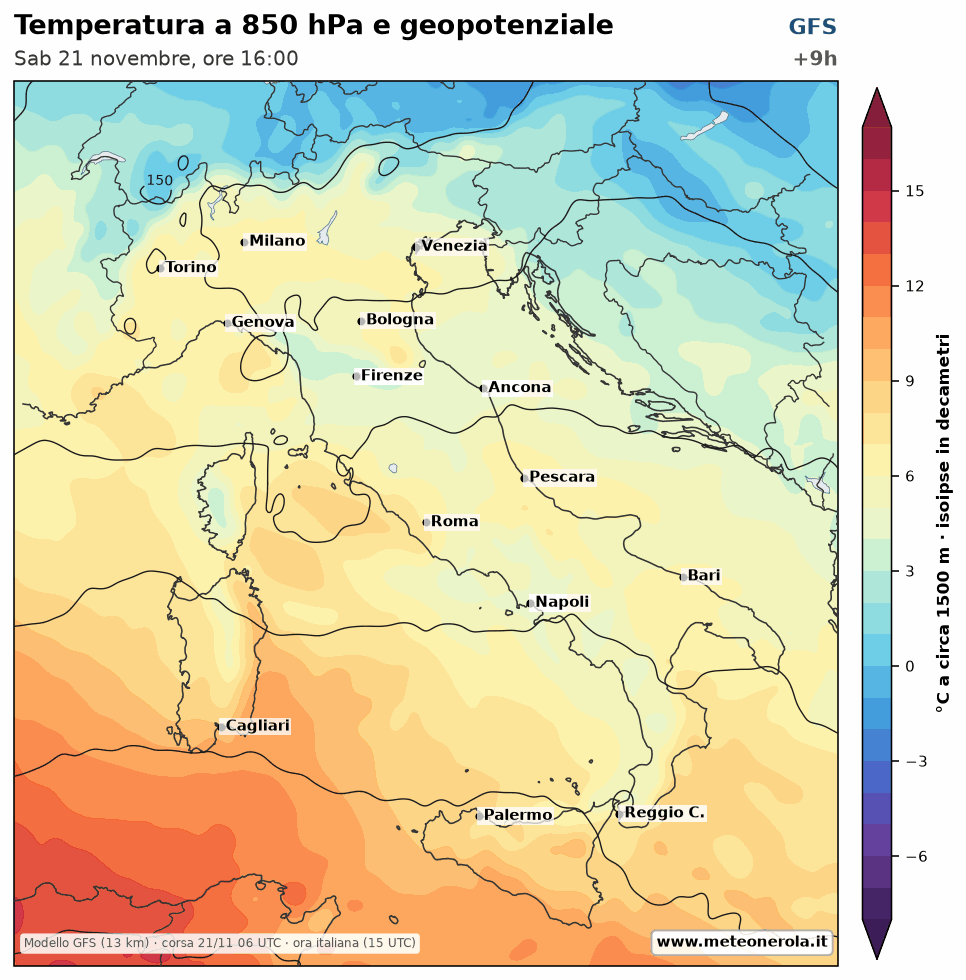 Temperatura a 850 hPa e geopotenziale
GFS
Sab 21 novembre, ore 16:00
+9h
150
Milano
Venezia
Torino
Genova
Bologna
Firenze
Ancona
Pescara
Roma
Bari
Napoli
Cagliari
Palermo
Reggio C.
15
12
9
6
3
0
−3
−6
°C a circa 1500 m · isoipse in decametri
Modello GFS (13 km) · corsa 21/11 06 UTC · ora italiana (15 UTC)
www.meteonerola.it